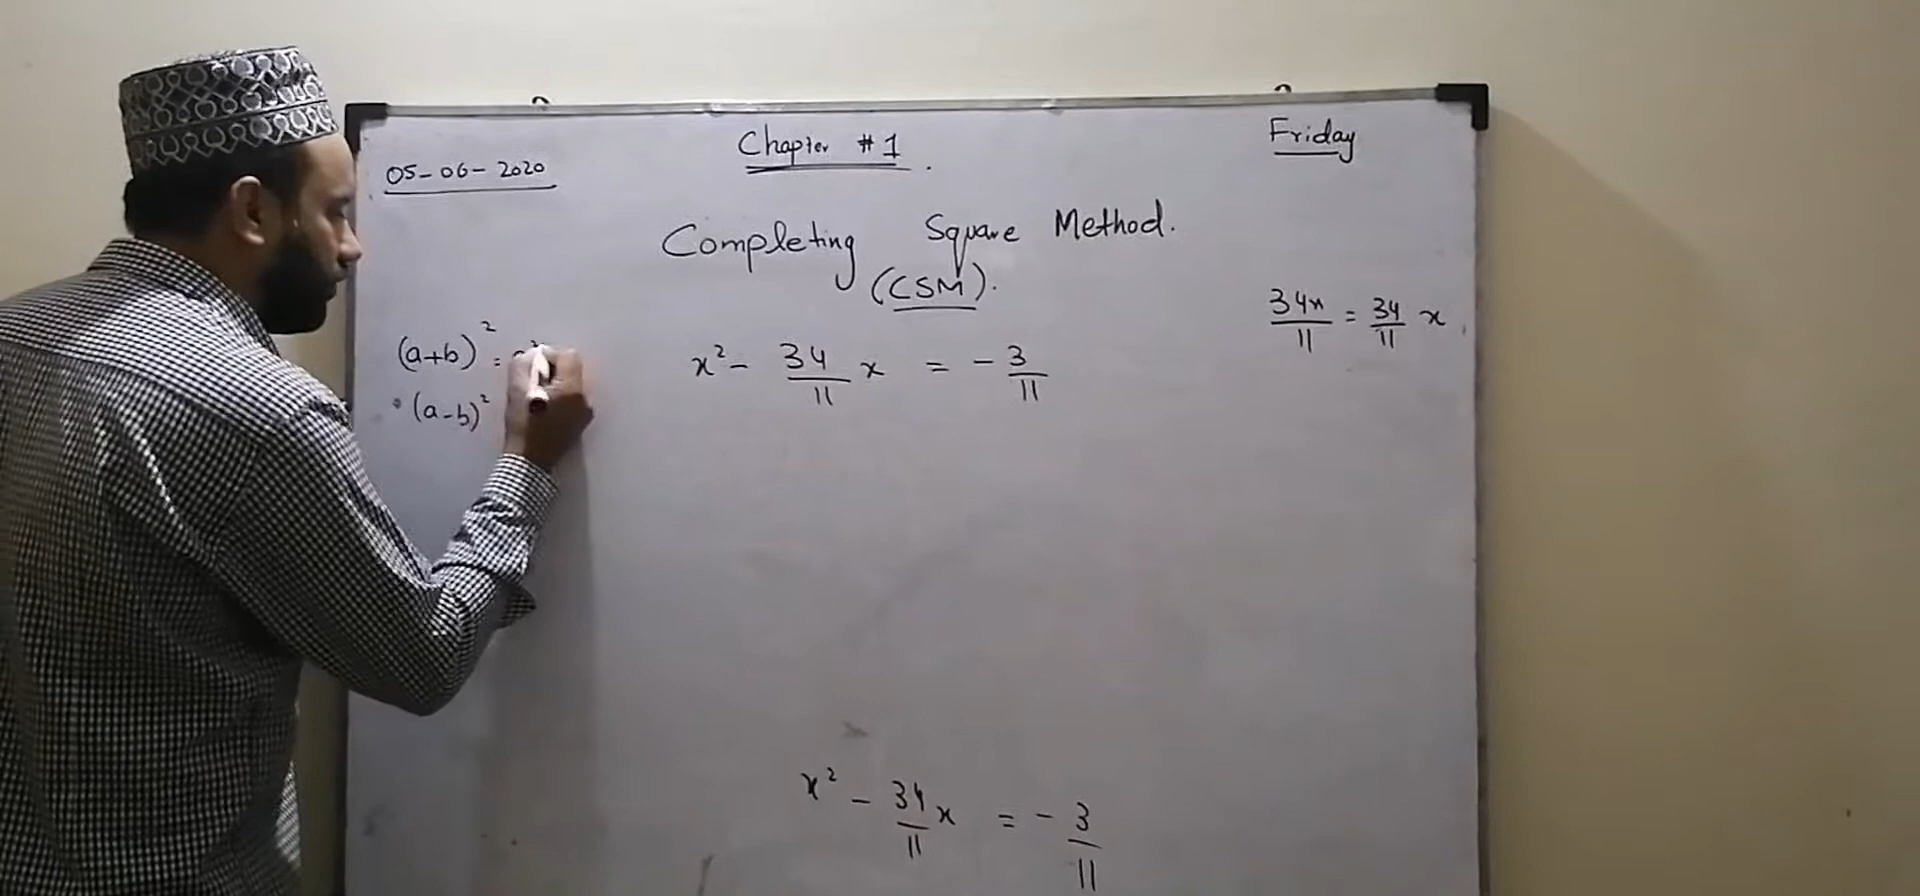 05-06-2020
Chapter #1.
Friday
Completing Square Method.
(CSM).
34x/11 = 34/11 x
(a+b)² = a²
(a-b)²
x² - 34/11 x = - 3/11
x² - 34/11 x = - 3/11